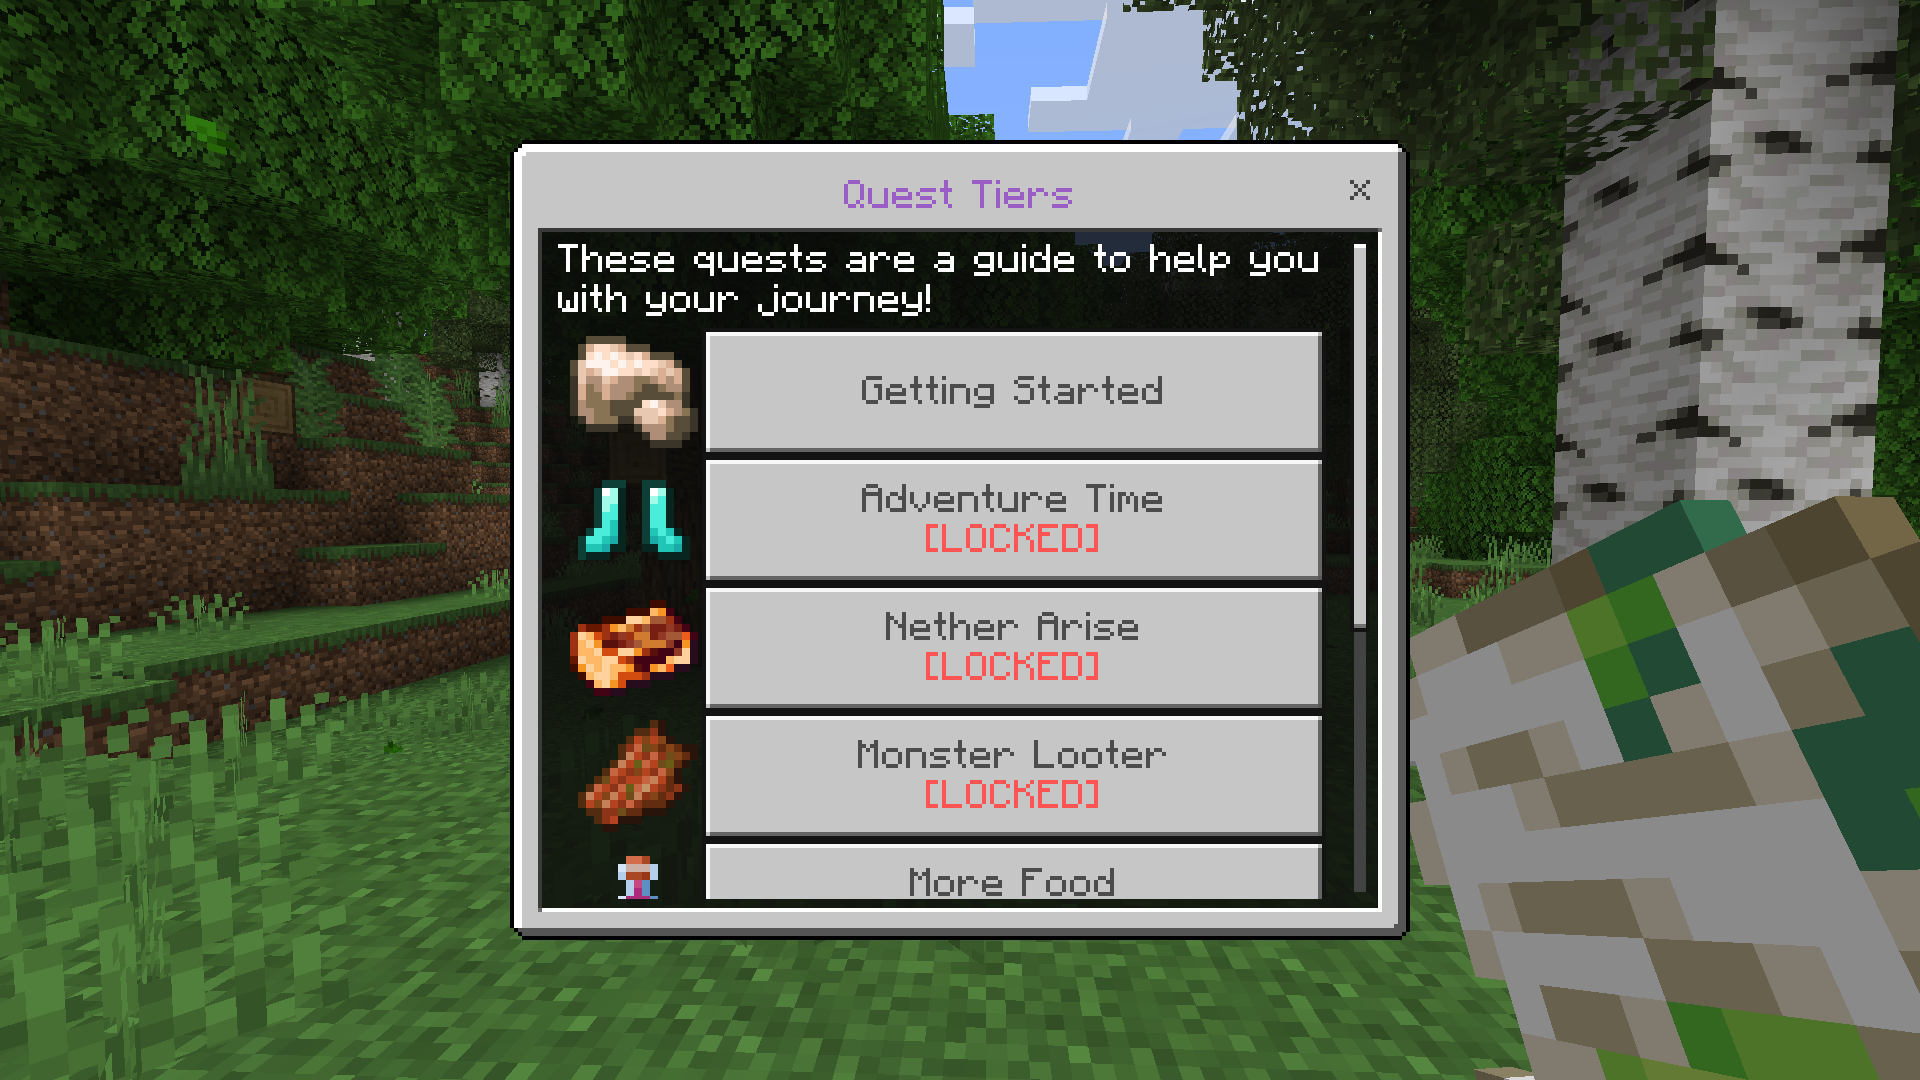 Quest Tiers
These quests are a guide to help you
with your journey!
Getting Started
Adventure Time
[LOCKED]
Nether Arise
[LOCKED]
Monster Looter
[LOCKED]
More Food